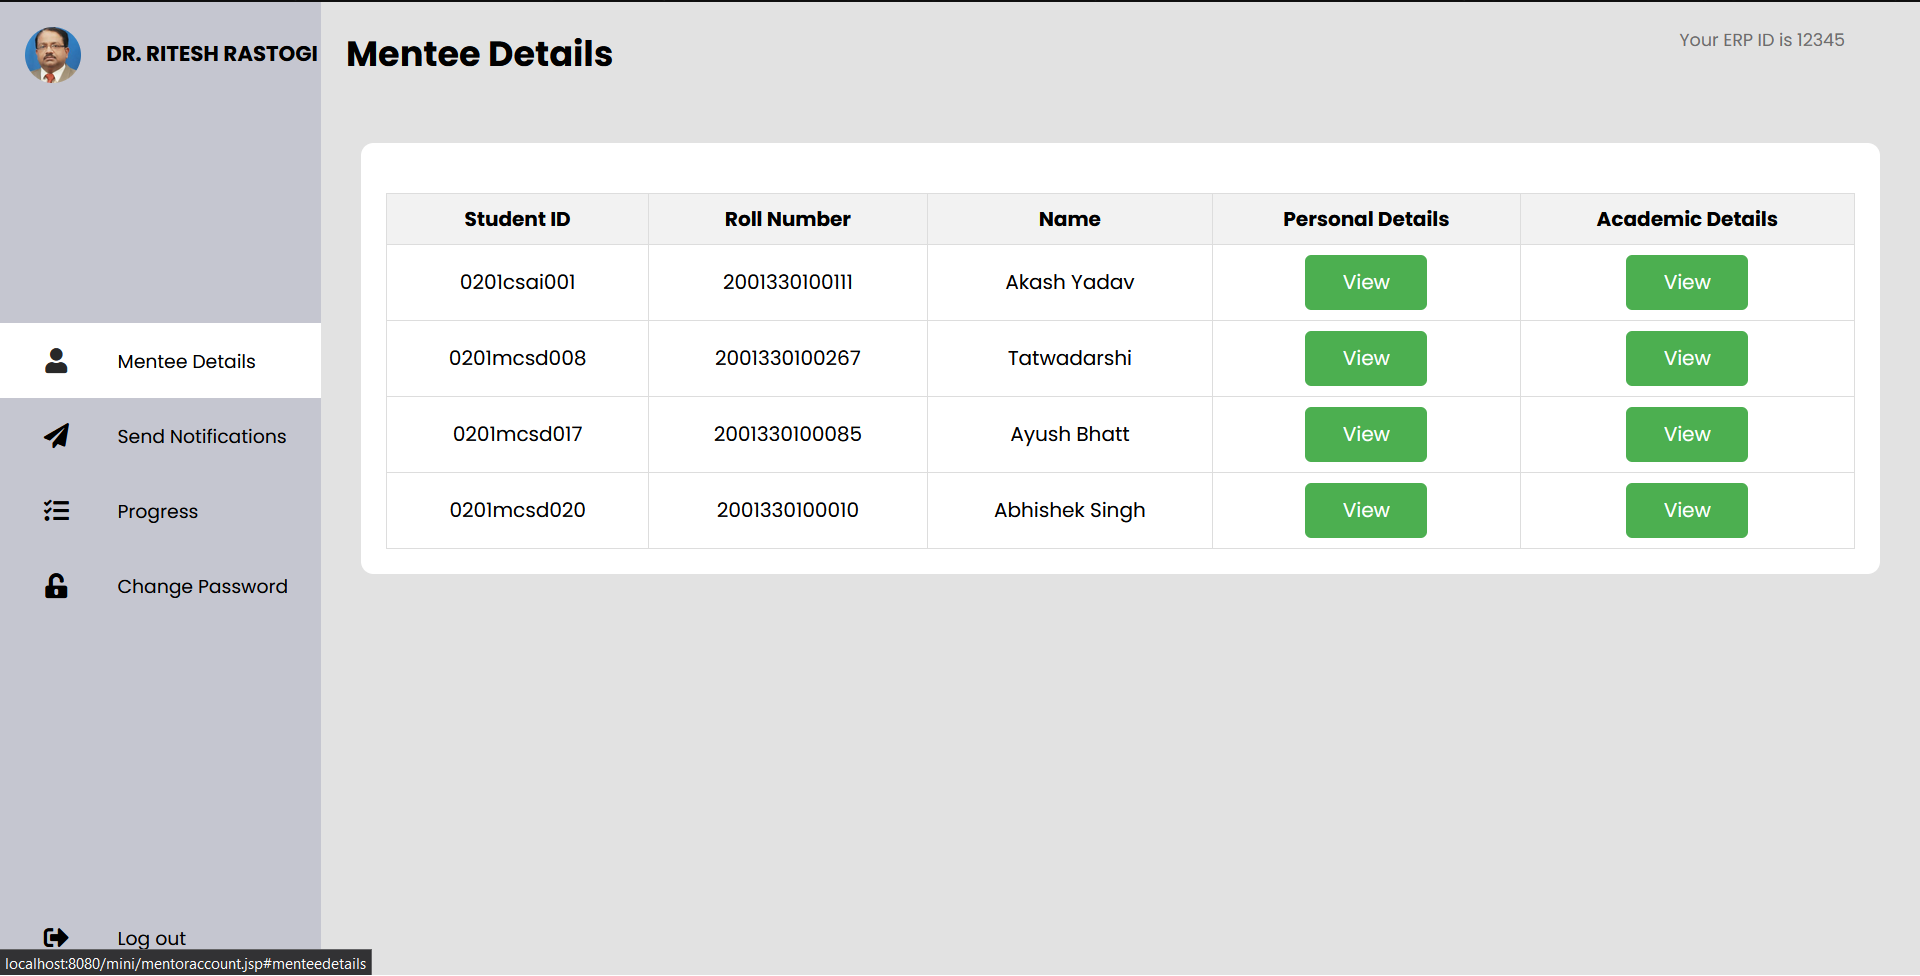 DR. RITESH RASTOGI
Mentee Details
Your ERP ID is 12345
Student ID Roll Number Name Personal Details Academic Details
0201csai001 2001330100111 Akash Yadav View View
0201mcsd008 2001330100267 Tatwadarshi View View
0201mcsd017 2001330100085 Ayush Bhatt View View
0201mcsd020 2001330100010 Abhishek Singh View View
Mentee Details
Send Notifications
Progress
Change Password
Log out
localhost:8080/mini/mentoraccount.jsp#menteedetails